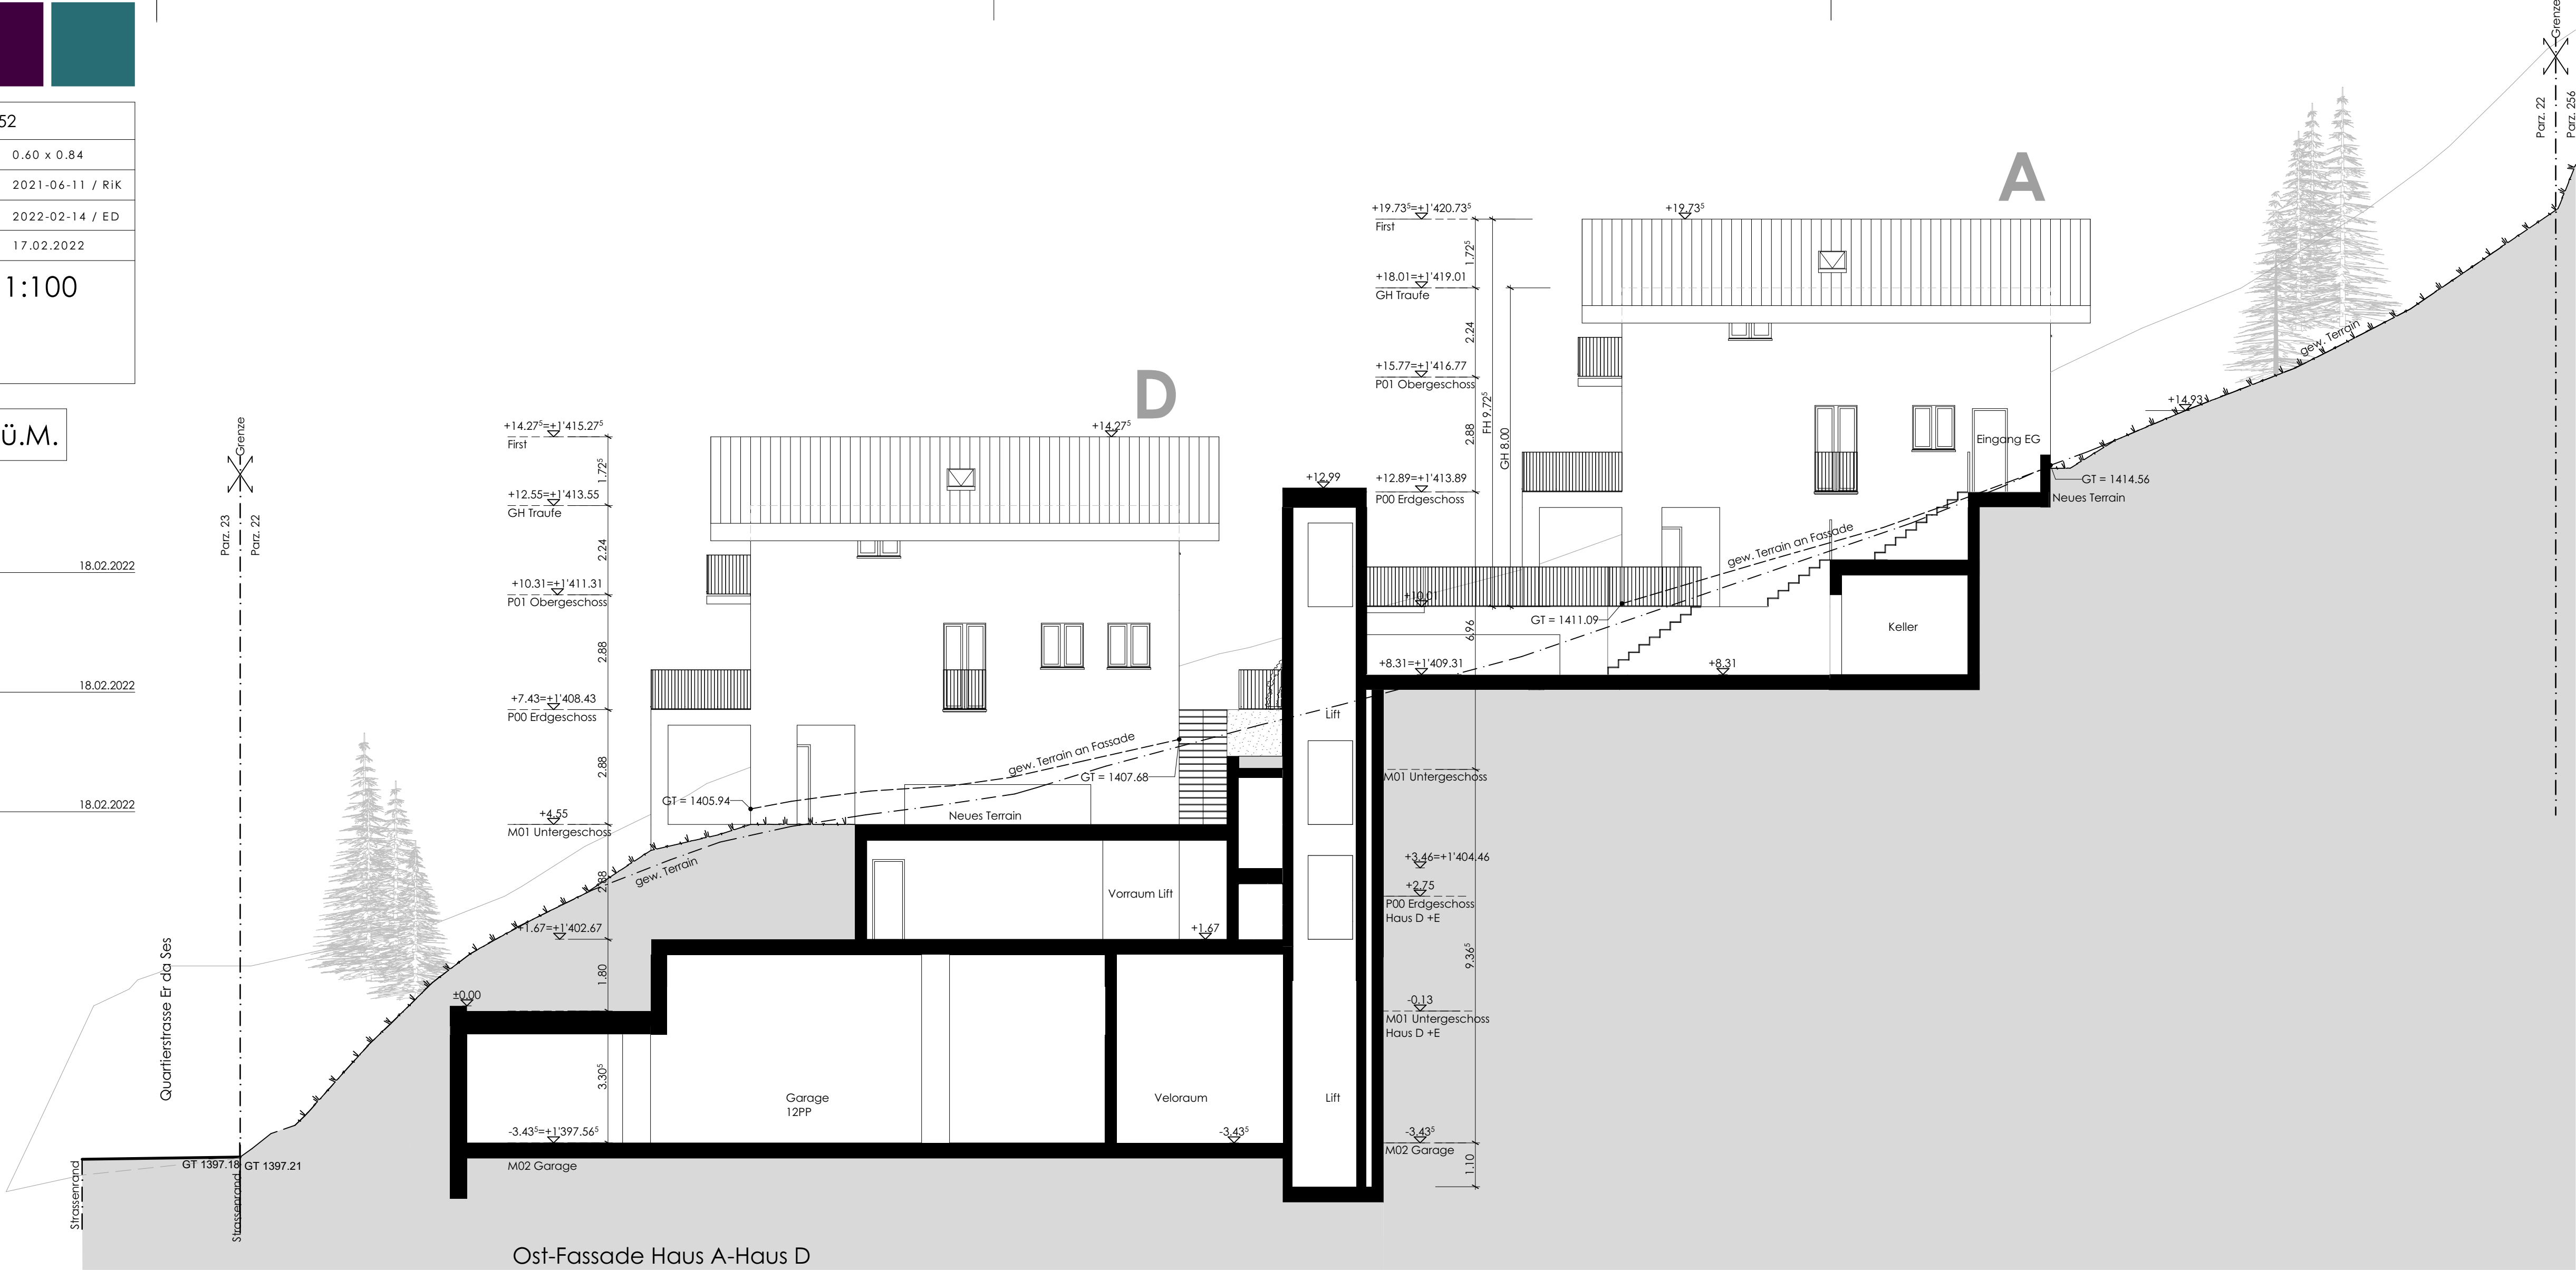 52
0.60 x 0.84
2021-06-11 / RiK
2022-02-14 / ED
17.02.2022
1:100
ü.M.
18.02.2022
18.02.2022
18.02.2022
Grenze
Parz. 23
Parz. 22
Quartierstrasse Er da Ses
Strassenrand
GT 1397.18
GT 1397.21
Strassenrand
+14.27⁵=+1'415.27⁵
First
1.72⁵
+12.55=+1'413.55
GH Traufe
2.24
+10.31=+1'411.31
P01 Obergeschoss
2.88
+7.43=+1'408.43
P00 Erdgeschoss
2.88
+4.55
M01 Untergeschoss
2.88
gew. Terrain
+1.67=+1'402.67
1.80
±0.00
3.30⁵
-3.43⁵=+1'397.56⁵
M02 Garage
D
+14.27⁵
GT = 1405.94
gew. Terrain an Fassade
GT = 1407.68
Neues Terrain
Vorraum Lift
+1.67
Garage
12PP
Veloraum
-3.43⁵
+12.99
Lift
Lift
+19.73⁵=+1'420.73⁵
First
1.72⁵
+18.01=+1'419.01
GH Traufe
2.24
+15.77=+1'416.77
P01 Obergeschoss
2.88
FH 9.72⁵
GH 8.00
+12.89=+1'413.89
P00 Erdgeschoss
+10.01
6.96
+8.31=+1'409.31
M01 Untergeschoss
+3.46=+1'404.46
+2.75
P00 Erdgeschoss
Haus D +E
9.36⁵
-0.13
M01 Untergeschoss
Haus D +E
-3.43⁵
M02 Garage
1.10
A
+19.73⁵
Eingang EG
GT = 1414.56
Neues Terrain
gew. Terrain an Fassade
GT = 1411.09
Keller
+8.31
+14.93
gew. Terrain
Grenze
Parz. 22
Parz. 256
Ost-Fassade Haus A-Haus D